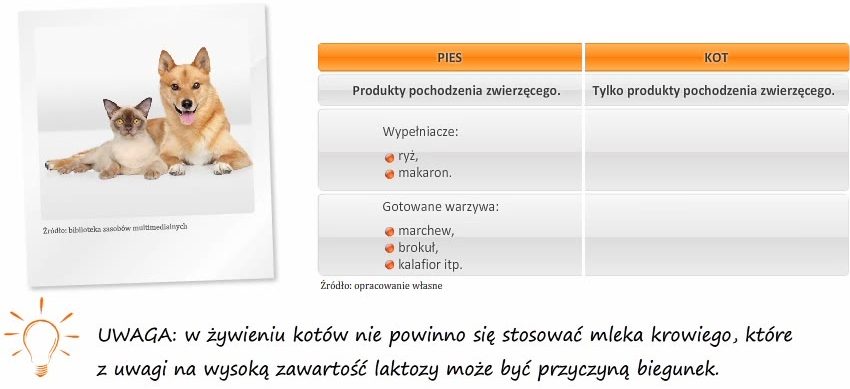 Źródło: biblioteka zasobów multimedialnych
PIES
KOT
Produkty pochodzenia zwierzęcego.
Tylko produkty pochodzenia zwierzęcego.
Wypełniacze:
ryż,
makaron.
Gotowane warzywa:
marchew,
brokuł,
kalafior itp.
Źródło: opracowanie własne
UWAGA: w żywieniu kotów nie powinno się stosować mleka krowiego, które
z uwagi na wysoką zawartość laktozy może być przyczyną biegunek.